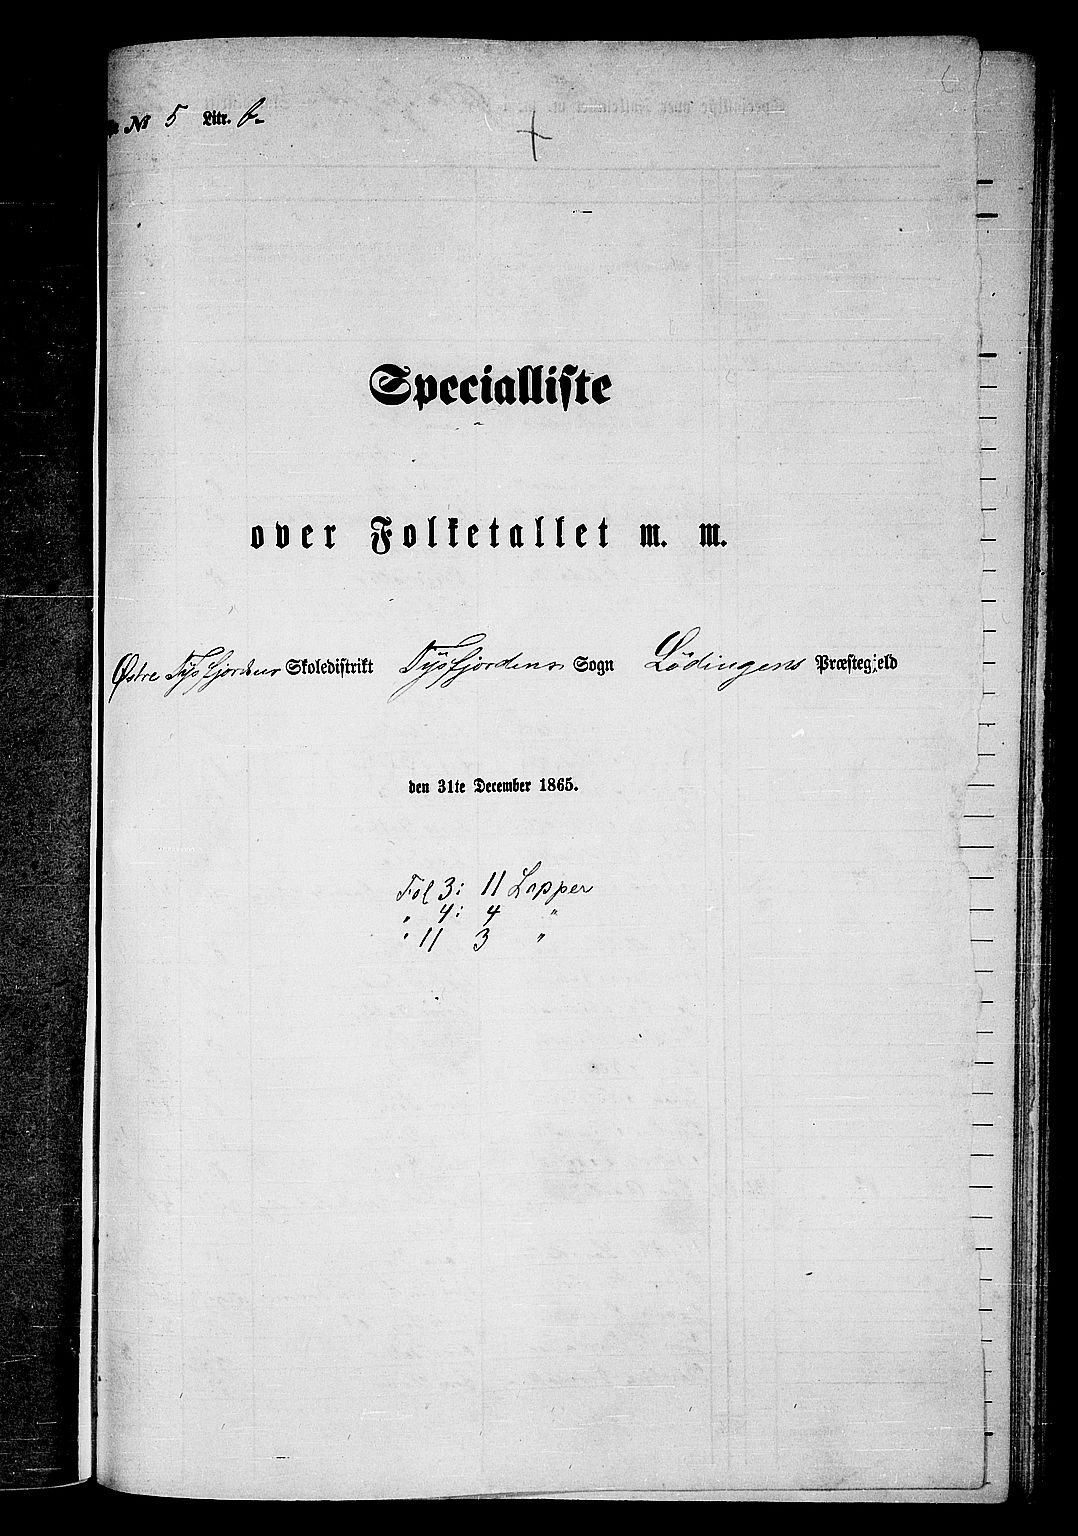 № 5 Litr. b.
Specialliste
over Folketallet m. m.
Østre Tysfjordens Skoledistrikt Tysfjordens Sogn Lödingens Præstegjeld
den 31te December 1865.
Fol 3: 11 Lapper
" 4: 4 "
" 11 3 "